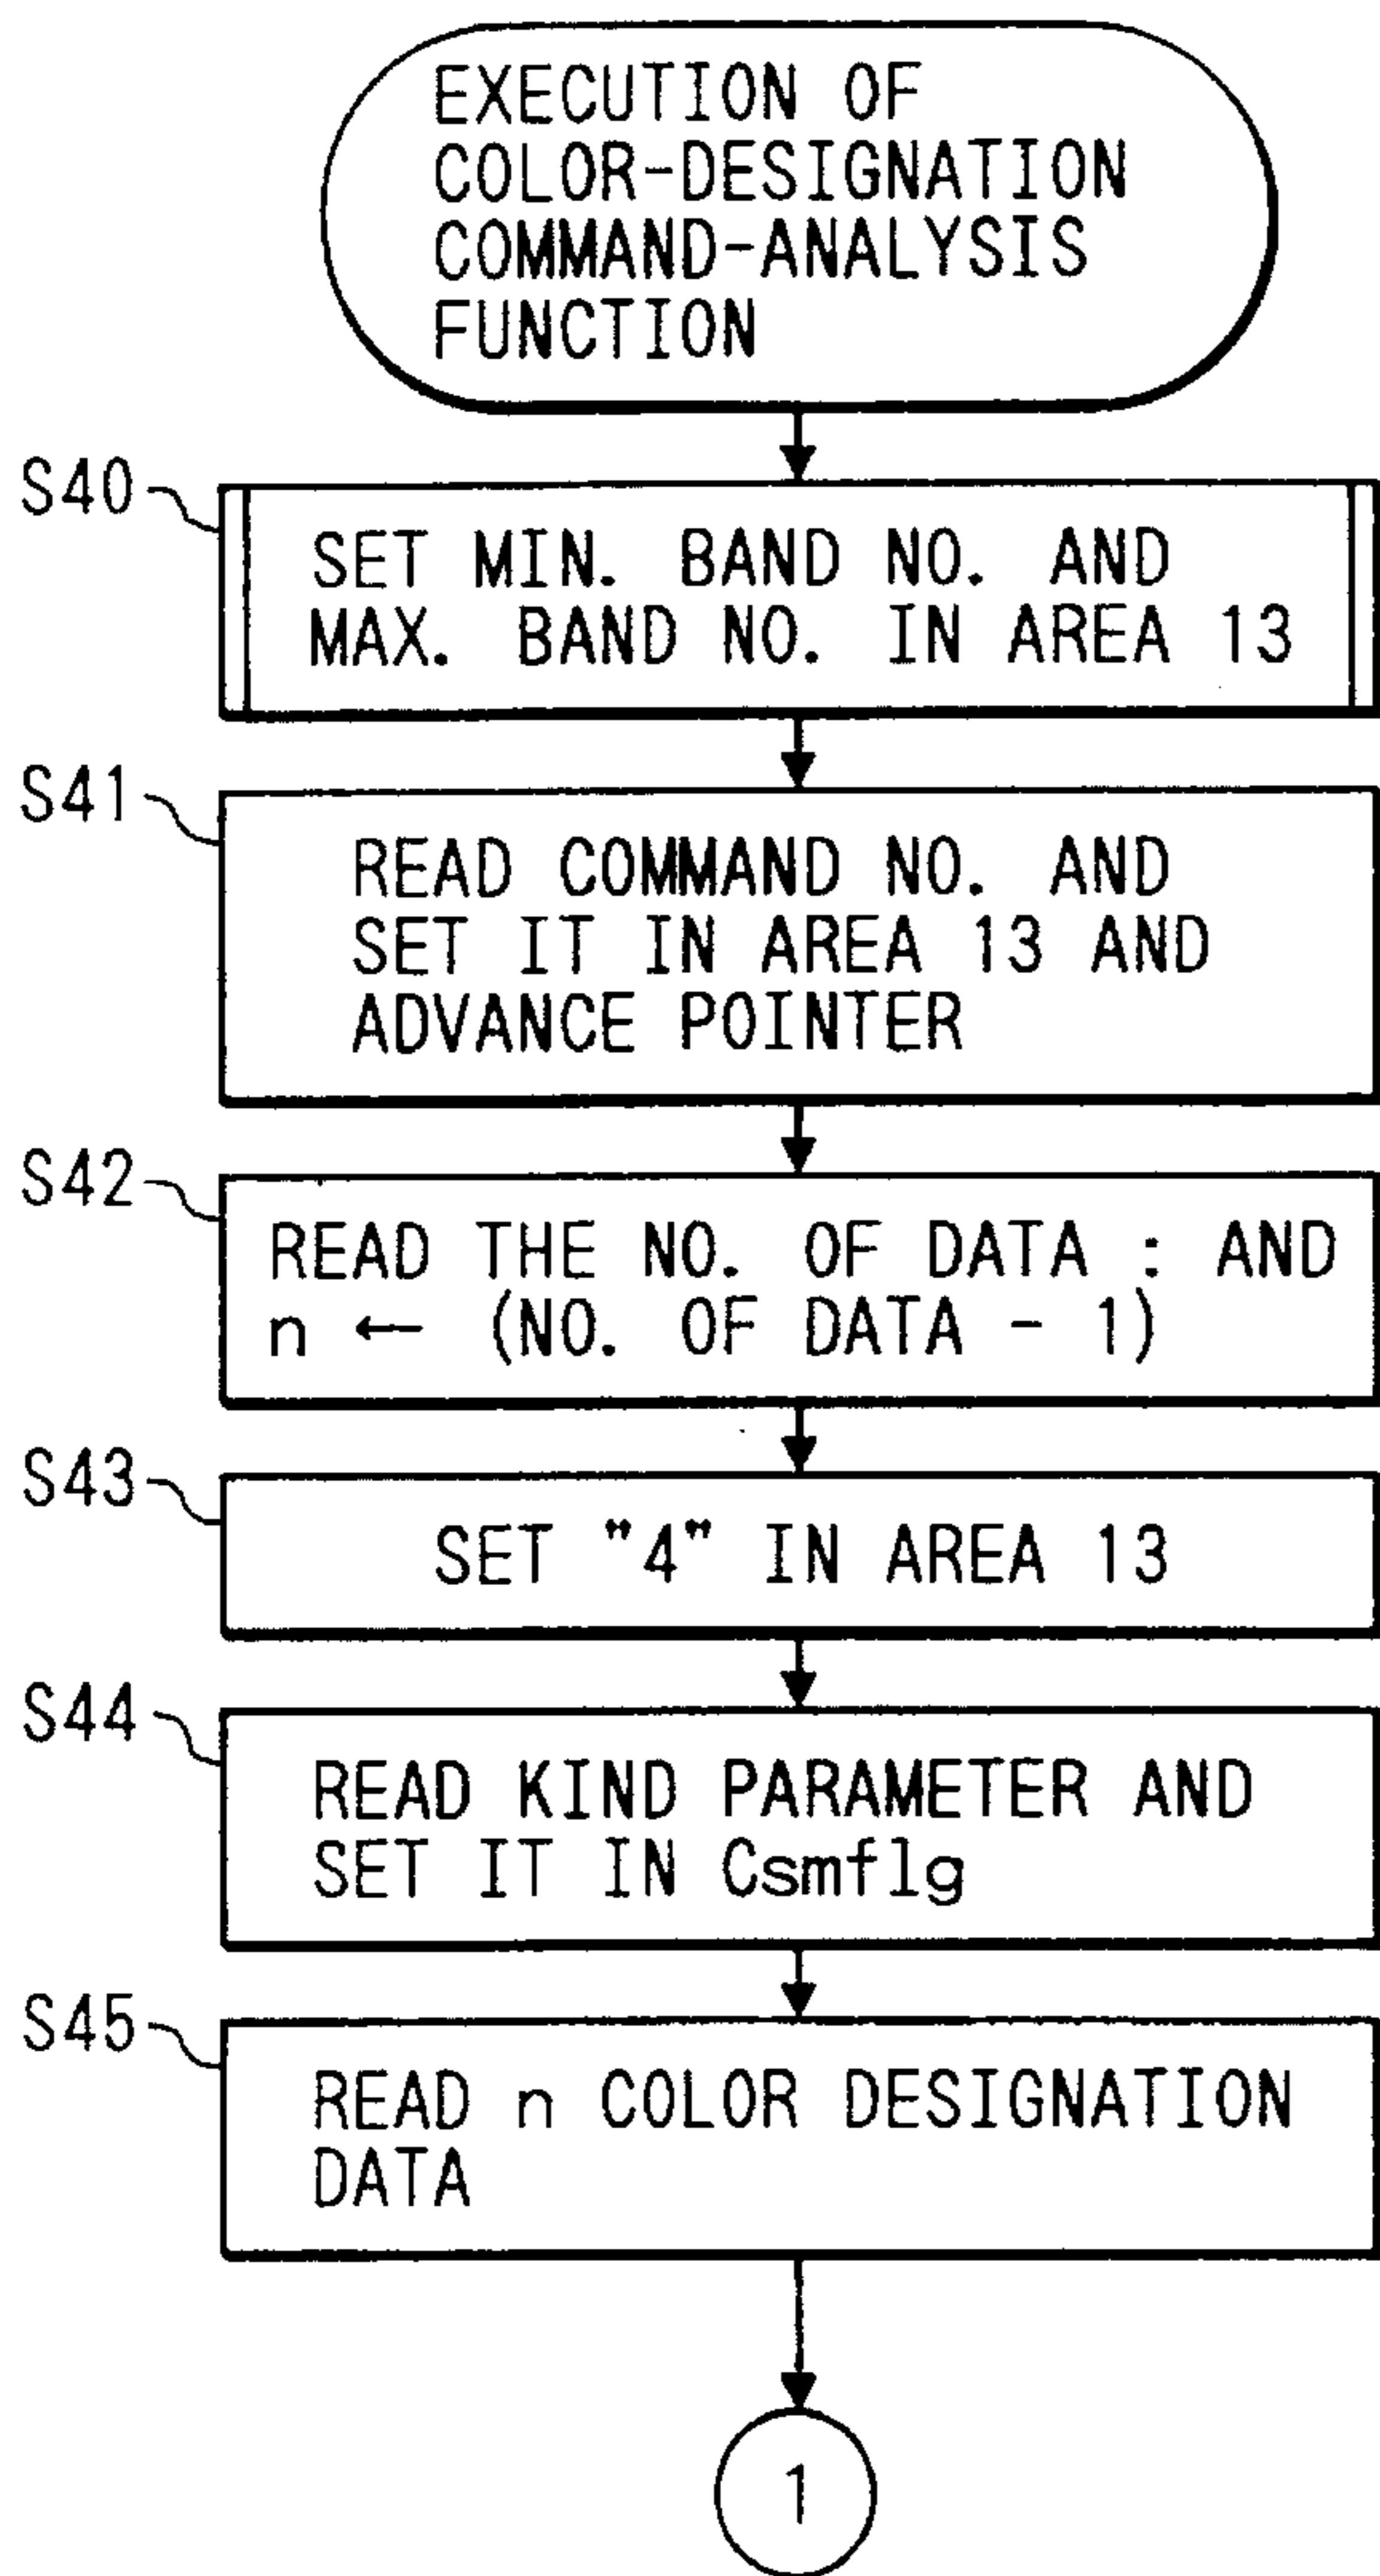 EXECUTION OF
COLOR-DESIGNATION
COMMAND-ANALYSIS
FUNCTION
S40
SET MIN. BAND NO. AND
MAX. BAND NO. IN AREA 13
S41
READ COMMAND NO. AND
SET IT IN AREA 13 AND
ADVANCE POINTER
S42
READ THE NO. OF DATA : AND
n ← (NO. OF DATA - 1)
S43
SET "4" IN AREA 13
S44
READ KIND PARAMETER AND
SET IT IN Csmflg
S45
READ n COLOR DESIGNATION
DATA
1